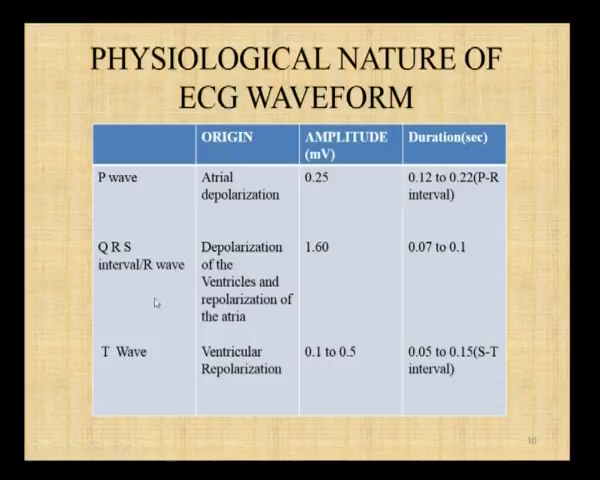 PHYSIOLOGICAL NATURE OF
ECG WAVEFORM
ORIGIN
AMPLITUDE
(mV)
Duration(sec)
P wave
Atrial
depolarization
0.25
0.12 to 0.22(P-R
interval)
Q R S
interval/R wave
Depolarization
of the
Ventricles and
repolarization of
the atria
1.60
0.07 to 0.1
T Wave
Ventricular
Repolarization
0.1 to 0.5
0.05 to 0.15(S-T
interval)
10